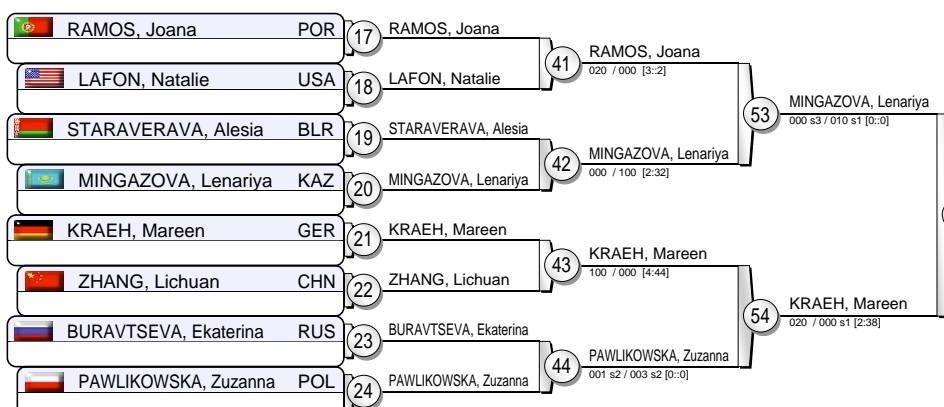 RAMOS, Joana POR 17 RAMOS, Joana
41 RAMOS, Joana
020 / 000 [3::2]
LAFON, Natalie USA 18 LAFON, Natalie
53 MINGAZOVA, Lenariya
000 s3 / 010 s1 [0::0]
STARAVERAVA, Alesia BLR 19 STARAVERAVA, Alesia
42 MINGAZOVA, Lenariya
000 / 100 [2:32]
MINGAZOVA, Lenariya KAZ 20 MINGAZOVA, Lenariya
KRAEH, Mareen GER 21 KRAEH, Mareen
43 KRAEH, Mareen
100 / 000 [4:44]
ZHANG, Lichuan CHN 22 ZHANG, Lichuan
54 KRAEH, Mareen
020 / 000 s1 [2:38]
BURAVTSEVA, Ekaterina RUS 23 BURAVTSEVA, Ekaterina
44 PAWLIKOWSKA, Zuzanna
001 s2 / 003 s2 [0::0]
PAWLIKOWSKA, Zuzanna POL 24 PAWLIKOWSKA, Zuzanna